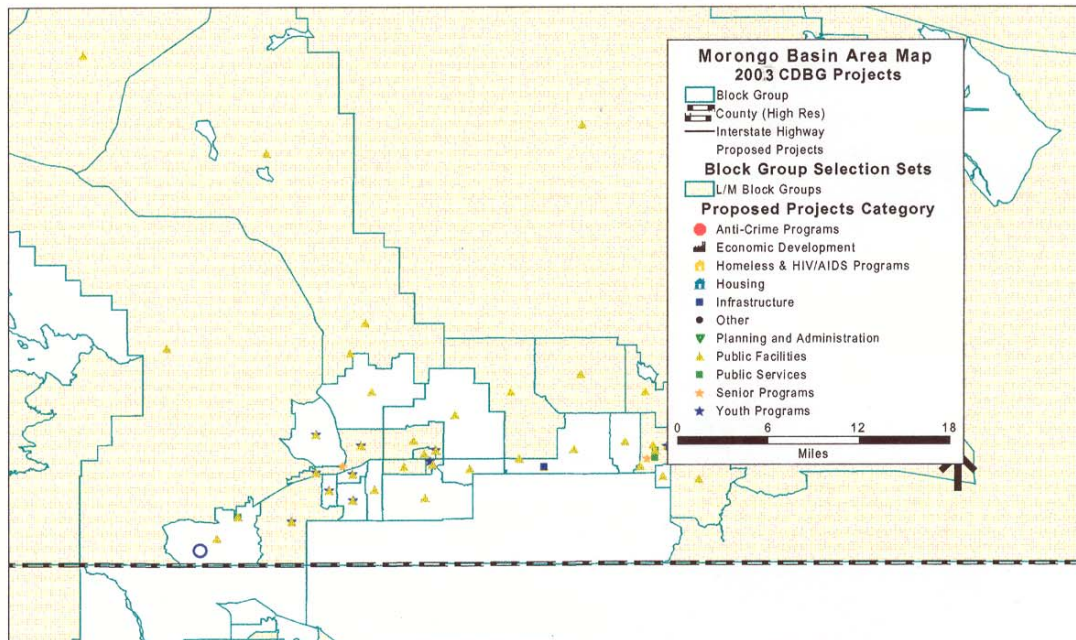 Morongo Basin Area Map
2003 CDBG Projects
Block Group
County (High Res)
Interstate Highway
Proposed Projects
Block Group Selection Sets
L/M Block Groups
Proposed Projects Category
Anti-Crime Programs
Economic Development
Homeless & HIV/AIDS Programs
Housing
Infrastructure
Other
Planning and Administration
Public Facilities
Public Services
Senior Programs
Youth Programs
0 6 12 18
Miles